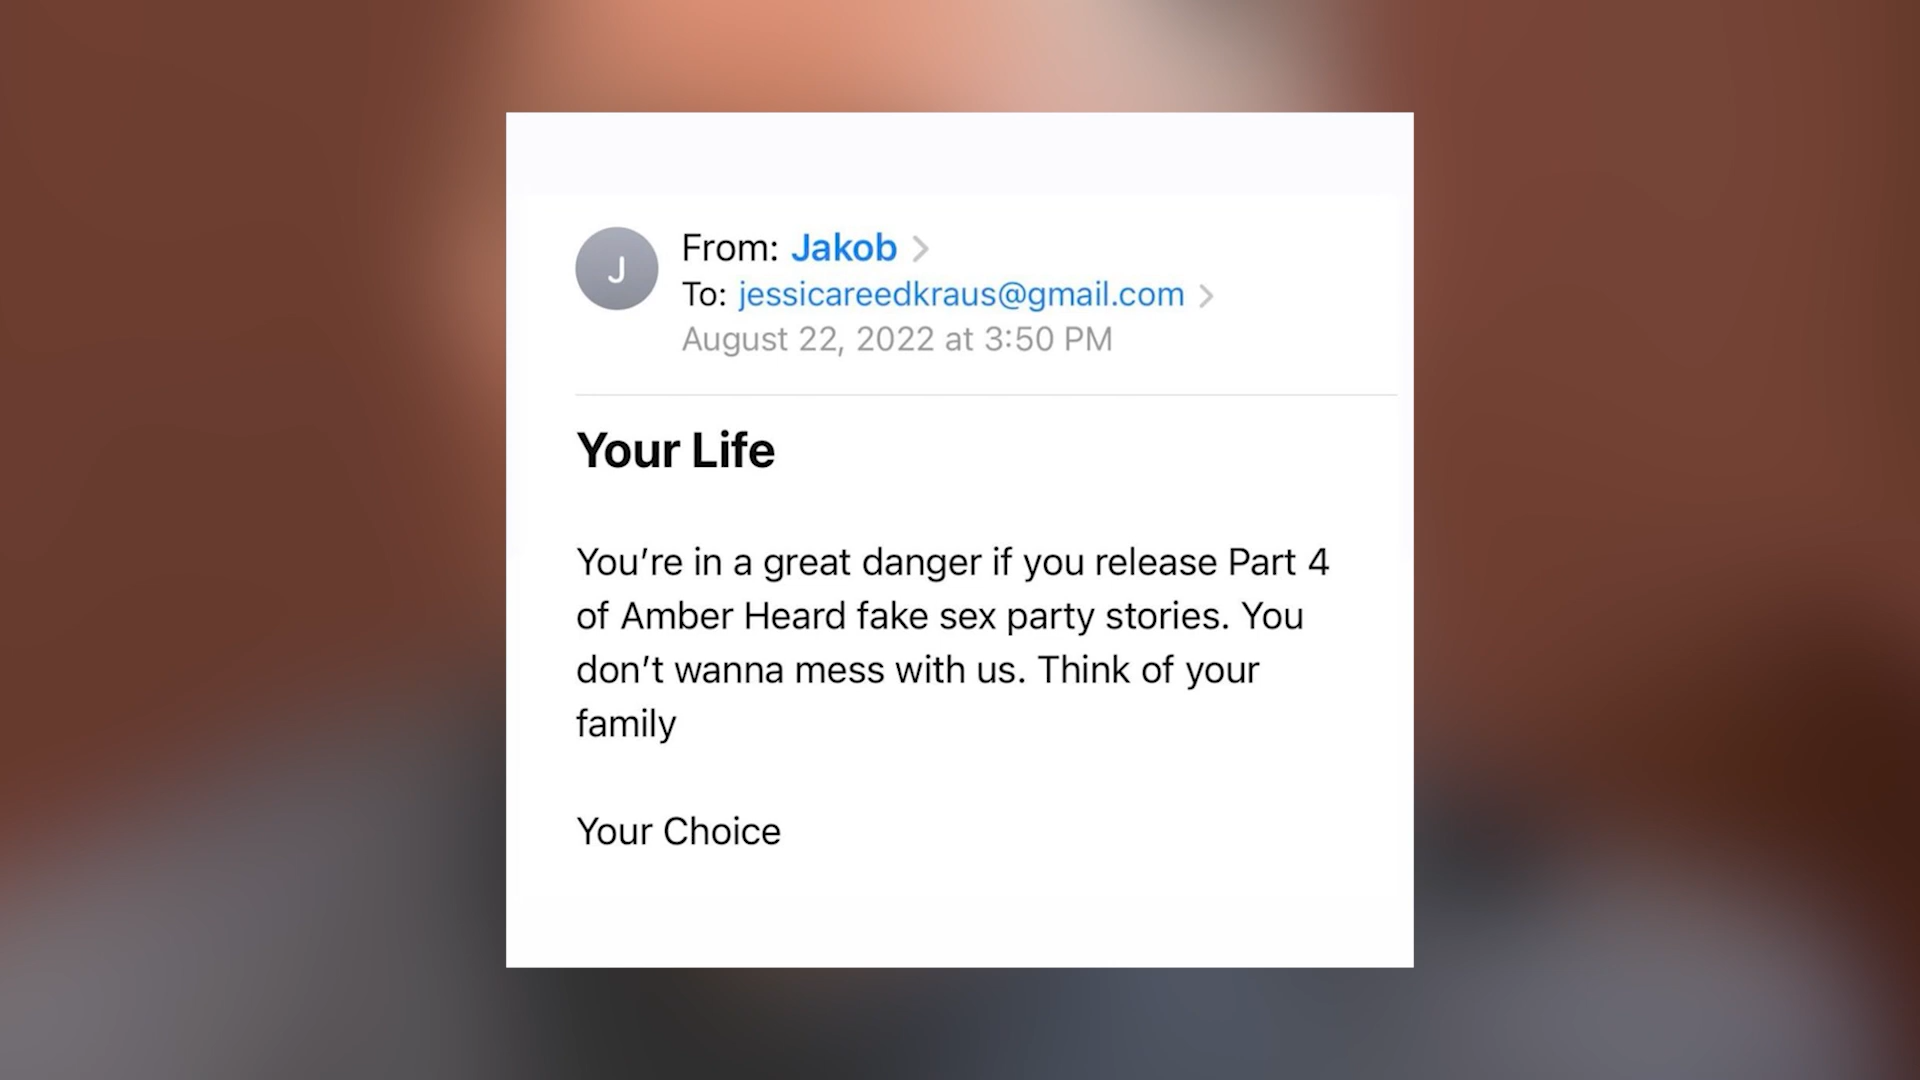 J
From: Jakob
To: jessicareedkraus@gmail.com
August 22, 2022 at 3:50 PM
Your Life
You’re in a great danger if you release Part 4
of Amber Heard fake sex party stories. You
don’t wanna mess with us. Think of your
family
Your Choice